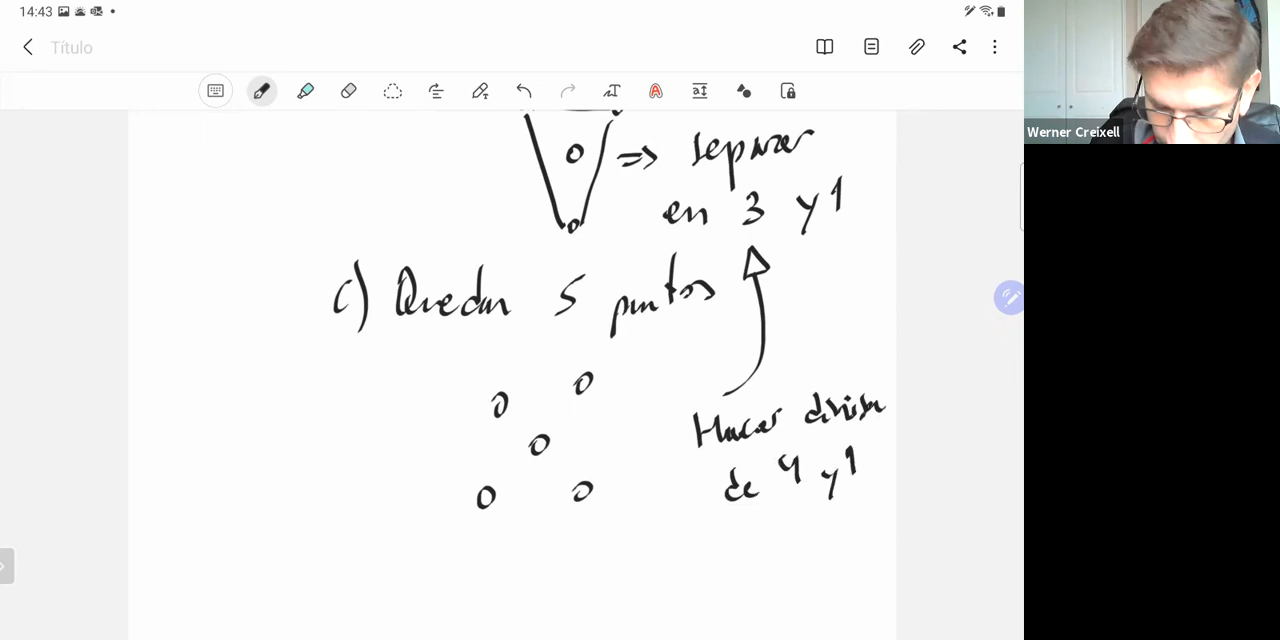 14:43
Título
Werner Creixell
o => separar
en 3 y 1
c) Quedan 5 puntos
Hacer división
de 4 y 1